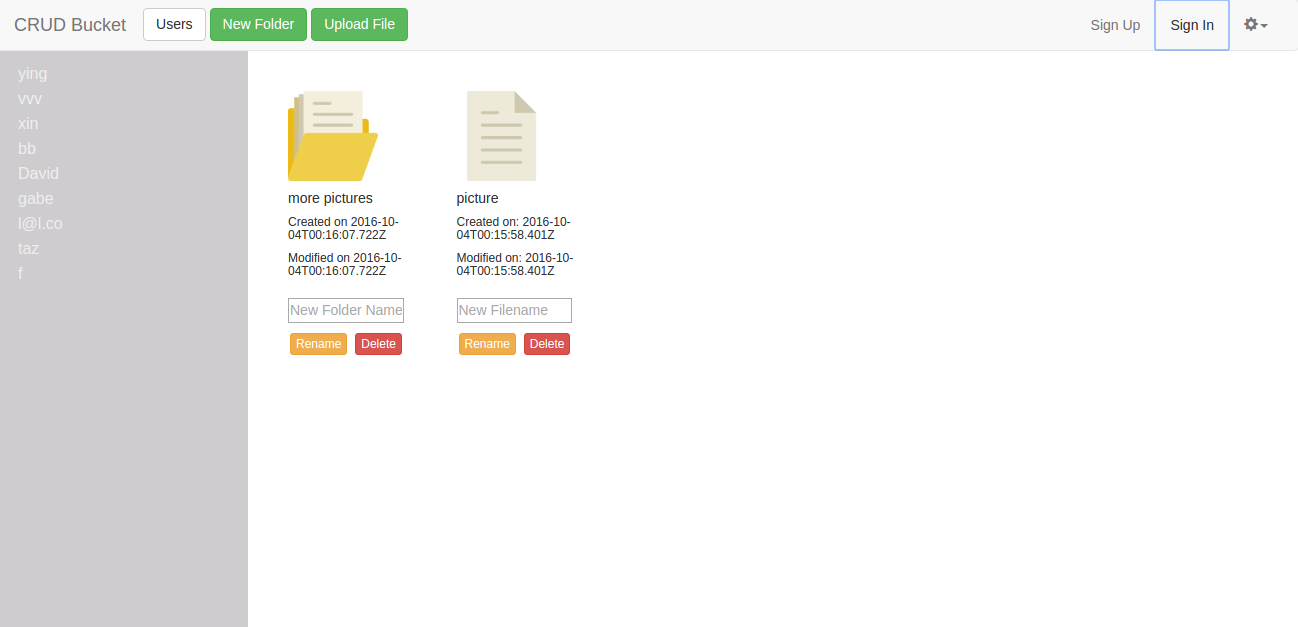 CRUD Bucket Users New Folder Upload File Sign Up Sign In
ying
vvv
xin
bb
David
gabe
l@l.co
taz
f
more pictures
Created on 2016-10-
04T00:16:07.722Z
Modified on 2016-10-
04T00:16:07.722Z
New Folder Name
Rename Delete
picture
Created on: 2016-10-
04T00:15:58.401Z
Modified on: 2016-10-
04T00:15:58.401Z
New Filename
Rename Delete